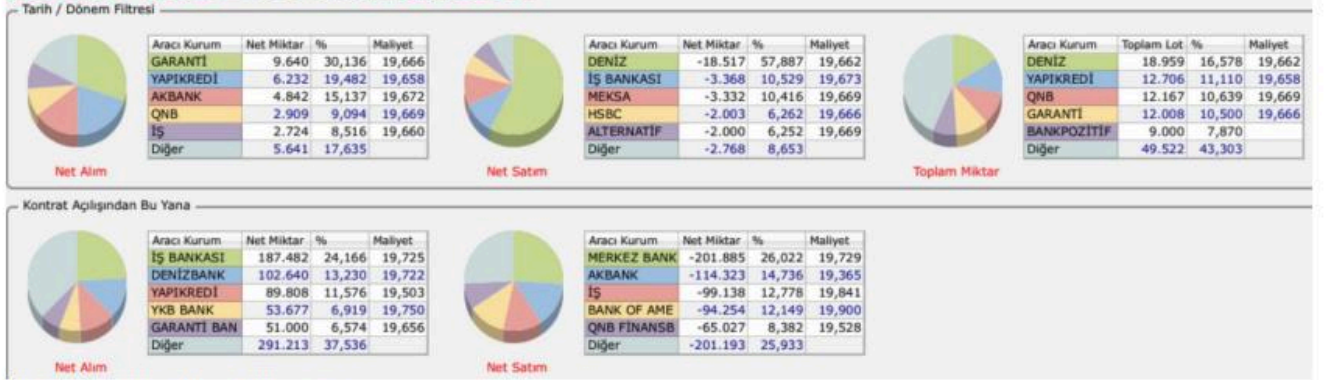 Tarih / Dönem Filtresi
Aracı Kurum Net Miktar % Maliyet
GARANTİ 9.640 30,136 19,666
YAPIKREDİ 6.232 19,482 19,658
AKBANK 4.842 15,137 19,672
QNB 2.909 9,094 19,669
İŞ 2.724 8,516 19,660
Diğer 5.641 17,635
Net Alım
Aracı Kurum Net Miktar % Maliyet
DENİZ -18.517 57,887 19,662
İŞ BANKASI -3.368 10,529 19,673
MEKSA -3.332 10,416 19,669
HSBC -2.003 6,262 19,666
ALTERNATİF -2.000 6,252 19,669
Diğer -2.768 8,653
Net Satım
Aracı Kurum Toplam Lot % Maliyet
DENİZ 18.959 16,578 19,662
YAPIKREDİ 12.706 11,110 19,658
QNB 12.167 10,639 19,669
GARANTİ 12.008 10,500 19,666
BANKPOZİTİF 9.000 7,870
Diğer 49.522 43,303
Toplam Miktar
Kontrat Açılışından Bu Yana
Aracı Kurum Net Miktar % Maliyet
İŞ BANKASI 187.482 24,166 19,725
DENİZBANK 102.640 13,230 19,722
YAPIKREDİ 89.808 11,576 19,503
YKB BANK 53.677 6,919 19,750
GARANTİ BAN 51.000 6,574 19,656
Diğer 291.213 37,536
Net Alım
Aracı Kurum Net Miktar % Maliyet
MERKEZ BANK -201.885 26,022 19,729
AKBANK -114.323 14,736 19,365
İŞ -99.138 12,778 19,841
BANK OF AME -94.254 12,149 19,900
QNB FİNANSB -65.027 8,382 19,528
Diğer -201.193 25,933
Net Satım